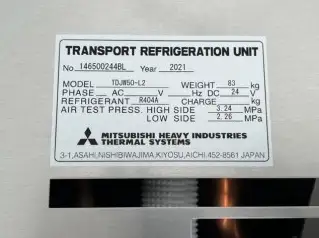 TRANSPORT REFRIGERATION UNIT
No. 146500244BL Year 2021
MODEL TDJW50-L2 WEIGHT 83 kg
PHASE AC V Hz DC 24 V
REFRIGERANT R404A CHARGE kg
AIR TEST PRESS. HIGH SIDE 3.24 MPa
LOW SIDE 2.26 MPa
MITSUBISHI HEAVY INDUSTRIES
THERMAL SYSTEMS
3-1,ASAHI,NISHIBIWAJIMA,KIYOSU,AICHI,452-8561 JAPAN